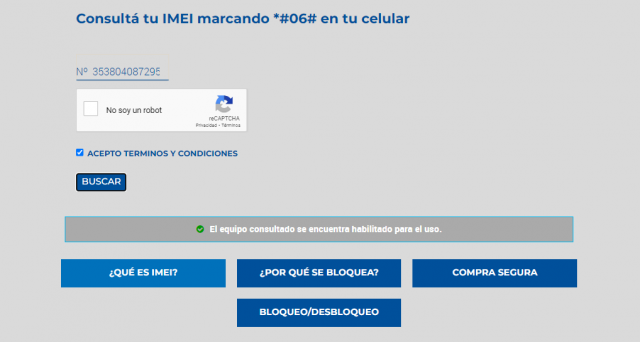 Consultá tu IMEI marcando *#06# en tu celular
Nº 353804087295
No soy un robot
reCAPTCHA
Privacidad - Términos
ACEPTO TERMINOS Y CONDICIONES
BUSCAR
El equipo consultado se encuentra habilitado para el uso.
¿QUÉ ES IMEI?
¿POR QUÉ SE BLOQUEA?
COMPRA SEGURA
BLOQUEO/DESBLOQUEO